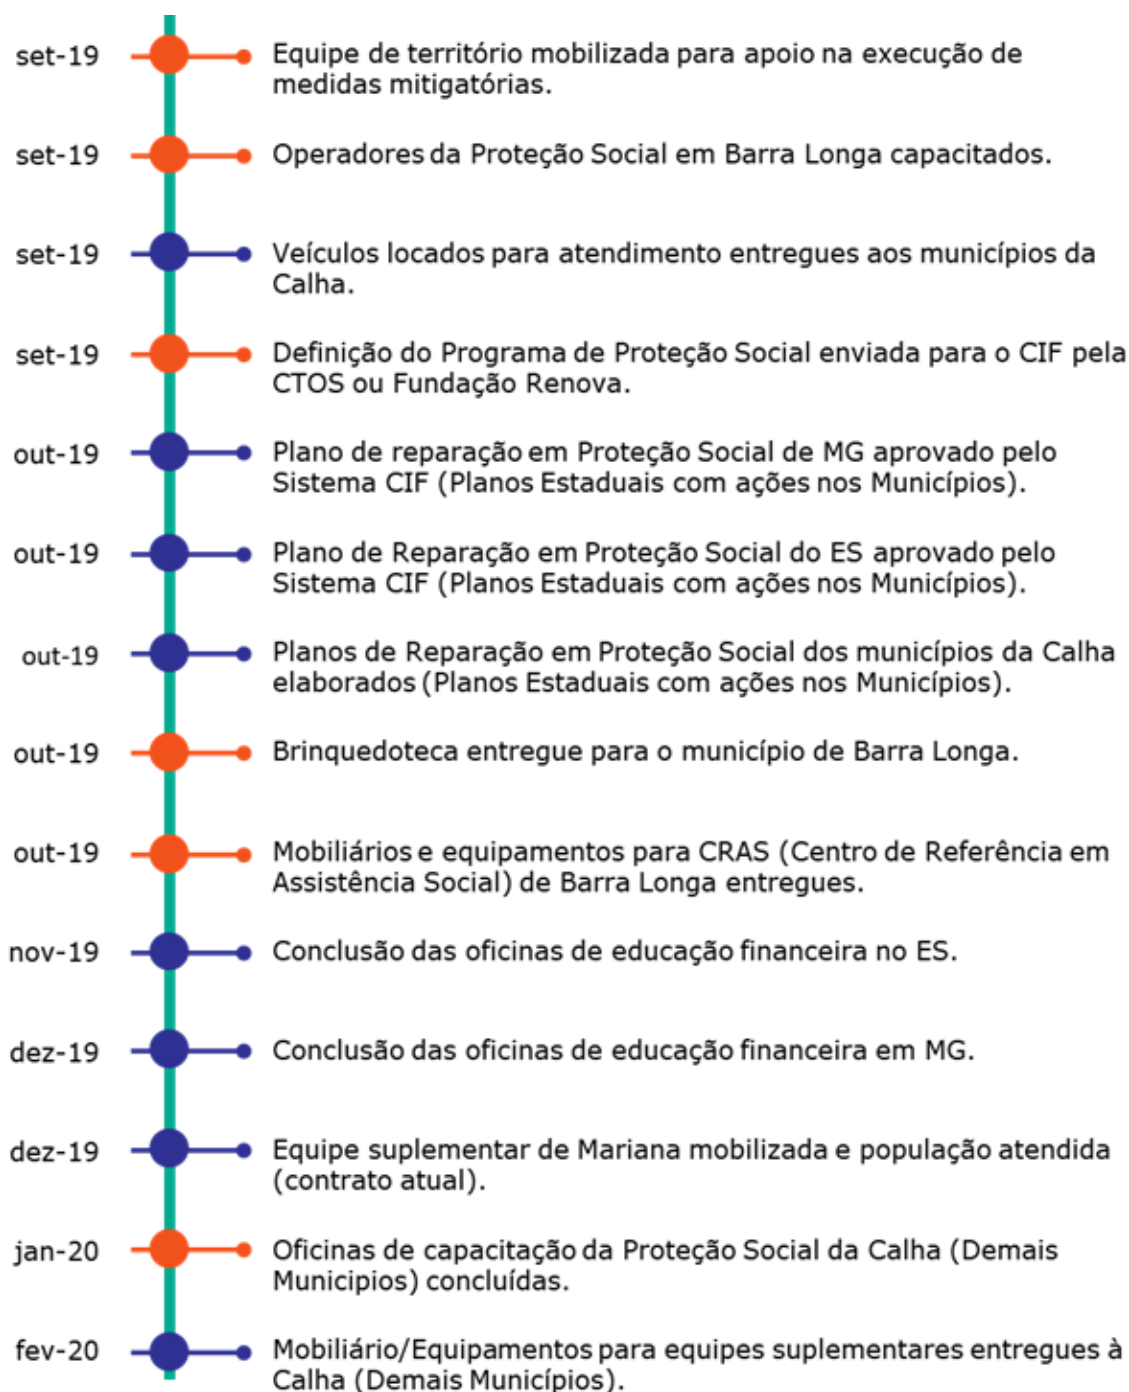 set-19
Equipe de território mobilizada para apoio na execução de
medidas mitigatórias.
set-19
Operadores da Proteção Social em Barra Longa capacitados.
set-19
Veículos locados para atendimento entregues aos municípios da
Calha.
set-19
Definição do Programa de Proteção Social enviada para o CIF pela
CTOS ou Fundação Renova.
out-19
Plano de reparação em Proteção Social de MG aprovado pelo
Sistema CIF (Planos Estaduais com ações nos Municípios).
out-19
Plano de Reparação em Proteção Social do ES aprovado pelo
Sistema CIF (Planos Estaduais com ações nos Municípios).
out-19
Planos de Reparação em Proteção Social dos municípios da Calha
elaborados (Planos Estaduais com ações nos Municípios).
out-19
Brinquedoteca entregue para o município de Barra Longa.
out-19
Mobiliários e equipamentos para CRAS (Centro de Referência em
Assistência Social) de Barra Longa entregues.
nov-19
Conclusão das oficinas de educação financeira no ES.
dez-19
Conclusão das oficinas de educação financeira em MG.
dez-19
Equipe suplementar de Mariana mobilizada e população atendida
(contrato atual).
jan-20
Oficinas de capacitação da Proteção Social da Calha (Demais
Municipios) concluídas.
fev-20
Mobiliário/Equipamentos para equipes suplementares entregues à
Calha (Demais Municípios).